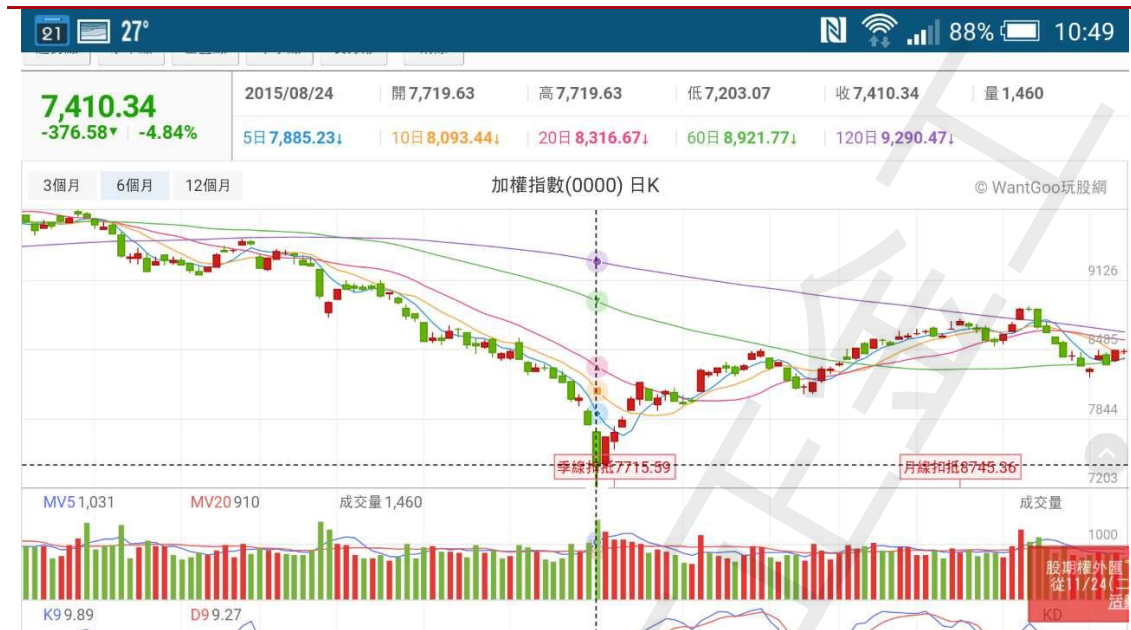 21 27° 88% 10:49
7,410.34
-376.58▼ -4.84%
2015/08/24 開7,719.63 高7,719.63 低7,203.07 收7,410.34 量1,460
5日7,885.23↓ 10日8,093.44↓ 20日8,316.67↓ 60日8,921.77↓ 120日9,290.47↓
3個月 6個月 12個月 加權指數(0000) 日K © WantGoo玩股網
9126
8485
7844
季線扣抵7715.59 月線扣抵8745.36
7203
MV5 1,031 MV20 910 成交量1,460 成交量
1000
股期權外匯
從11/24(二
活
K9 9.89 D9 9.27 KD